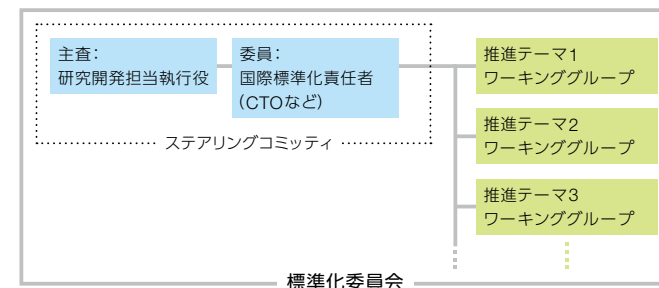 主査：
研究開発担当執行役
委員：
国際標準化責任者
（CTOなど）
ステアリングコミッティ
推進テーマ1
ワーキンググループ
推進テーマ2
ワーキンググループ
推進テーマ3
ワーキンググループ
標準化委員会